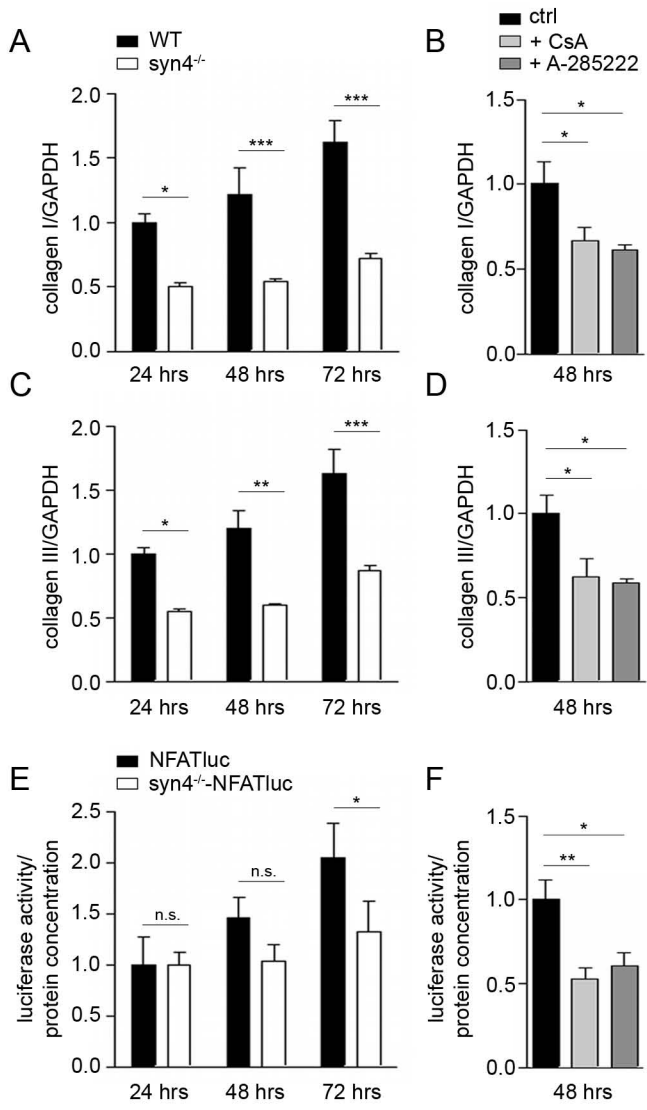 A
WT
syn4-/-
collagen I/GAPDH
2.0
1.5
1.0
0.5
0.0
*
***
***
24 hrs 48 hrs 72 hrs
B
ctrl
+ CsA
+ A-285222
collagen I/GAPDH
1.5
1.0
0.5
0.0
*
*
48 hrs
C
collagen III/GAPDH
2.0
1.5
1.0
0.5
0.0
*
**
***
24 hrs 48 hrs 72 hrs
D
collagen III/GAPDH
1.5
1.0
0.5
0.0
*
*
48 hrs
E
NFATluc
syn4-/--NFATluc
luciferase activity/
protein concentration
2.5
2.0
1.5
1.0
0.5
0.0
n.s.
n.s.
*
24 hrs 48 hrs 72 hrs
F
luciferase activity/
protein concentration
1.5
1.0
0.5
0.0
*
**
48 hrs